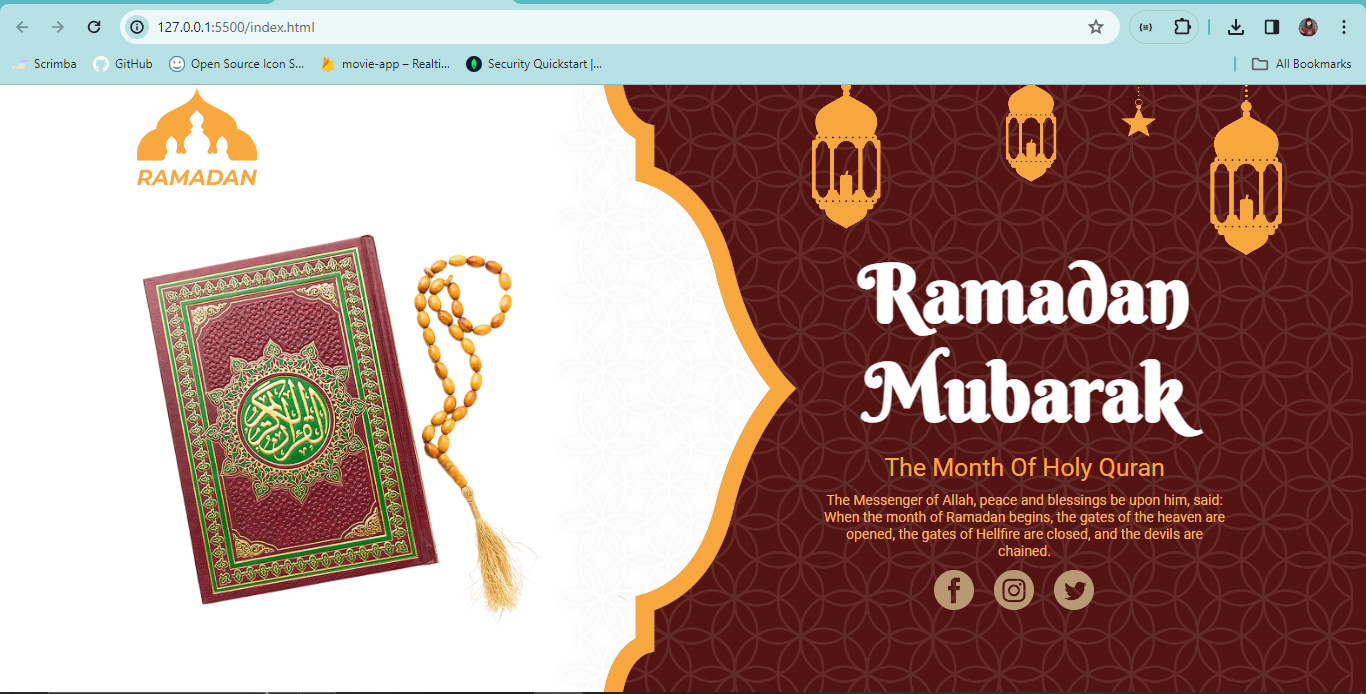 127.0.0.1:5500/index.html
Scrimba
GitHub
Open Source Icon S...
movie-app – Realti...
Security Quickstart |...
All Bookmarks
RAMADAN
القرآن الكريم
Ramadan
Mubarak
The Month Of Holy Quran
The Messenger of Allah, peace and blessings be upon him, said:
When the month of Ramadan begins, the gates of the heaven are
opened, the gates of Hellfire are closed, and the devils are
chained.